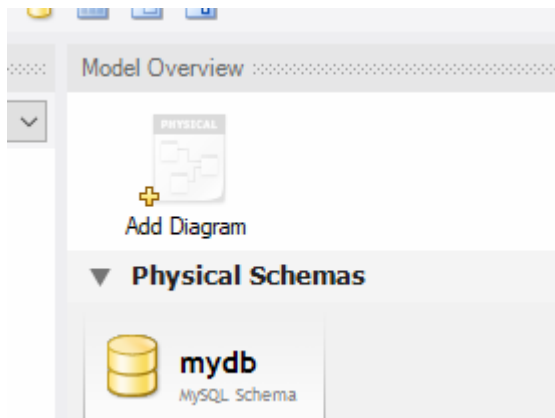 Model Overview
PHYSICAL
Add Diagram
Physical Schemas
mydb
MySQL Schema